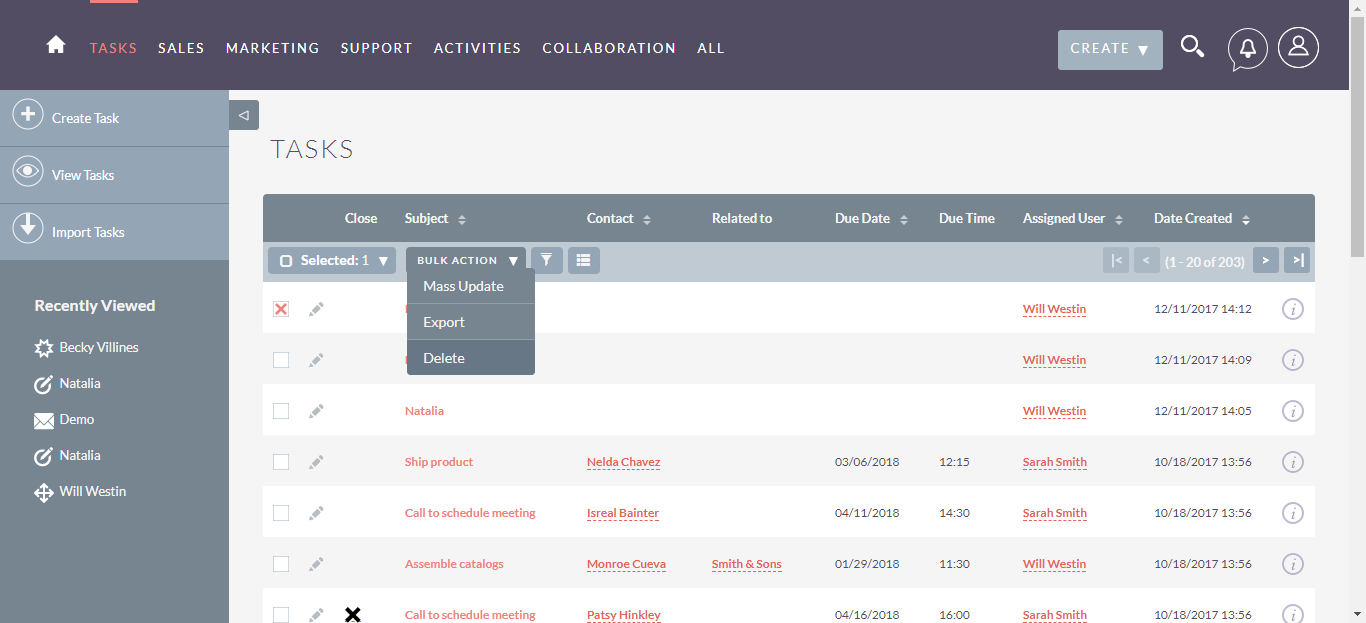 TASKS SALES MARKETING SUPPORT ACTIVITIES COLLABORATION ALL CREATE
Create Task
View Tasks
Import Tasks
Recently Viewed
Becky Villines
Natalia
Demo
Natalia
Will Westin
TASKS
Close Subject Contact Related to Due Date Due Time Assigned User Date Created
Selected: 1 BULK ACTION (1 - 20 of 203)
Mass Update
Export
Delete
Will Westin 12/11/2017 14:12
Will Westin 12/11/2017 14:09
Natalia Will Westin 12/11/2017 14:05
Ship product Nelda Chavez 03/06/2018 12:15 Sarah Smith 10/18/2017 13:56
Call to schedule meeting Isreal Bainter 04/11/2018 14:30 Sarah Smith 10/18/2017 13:56
Assemble catalogs Monroe Cueva Smith & Sons 01/29/2018 11:30 Will Westin 10/18/2017 13:56
Call to schedule meeting Patsy Hinkley 04/16/2018 16:00 Sarah Smith 10/18/2017 13:56